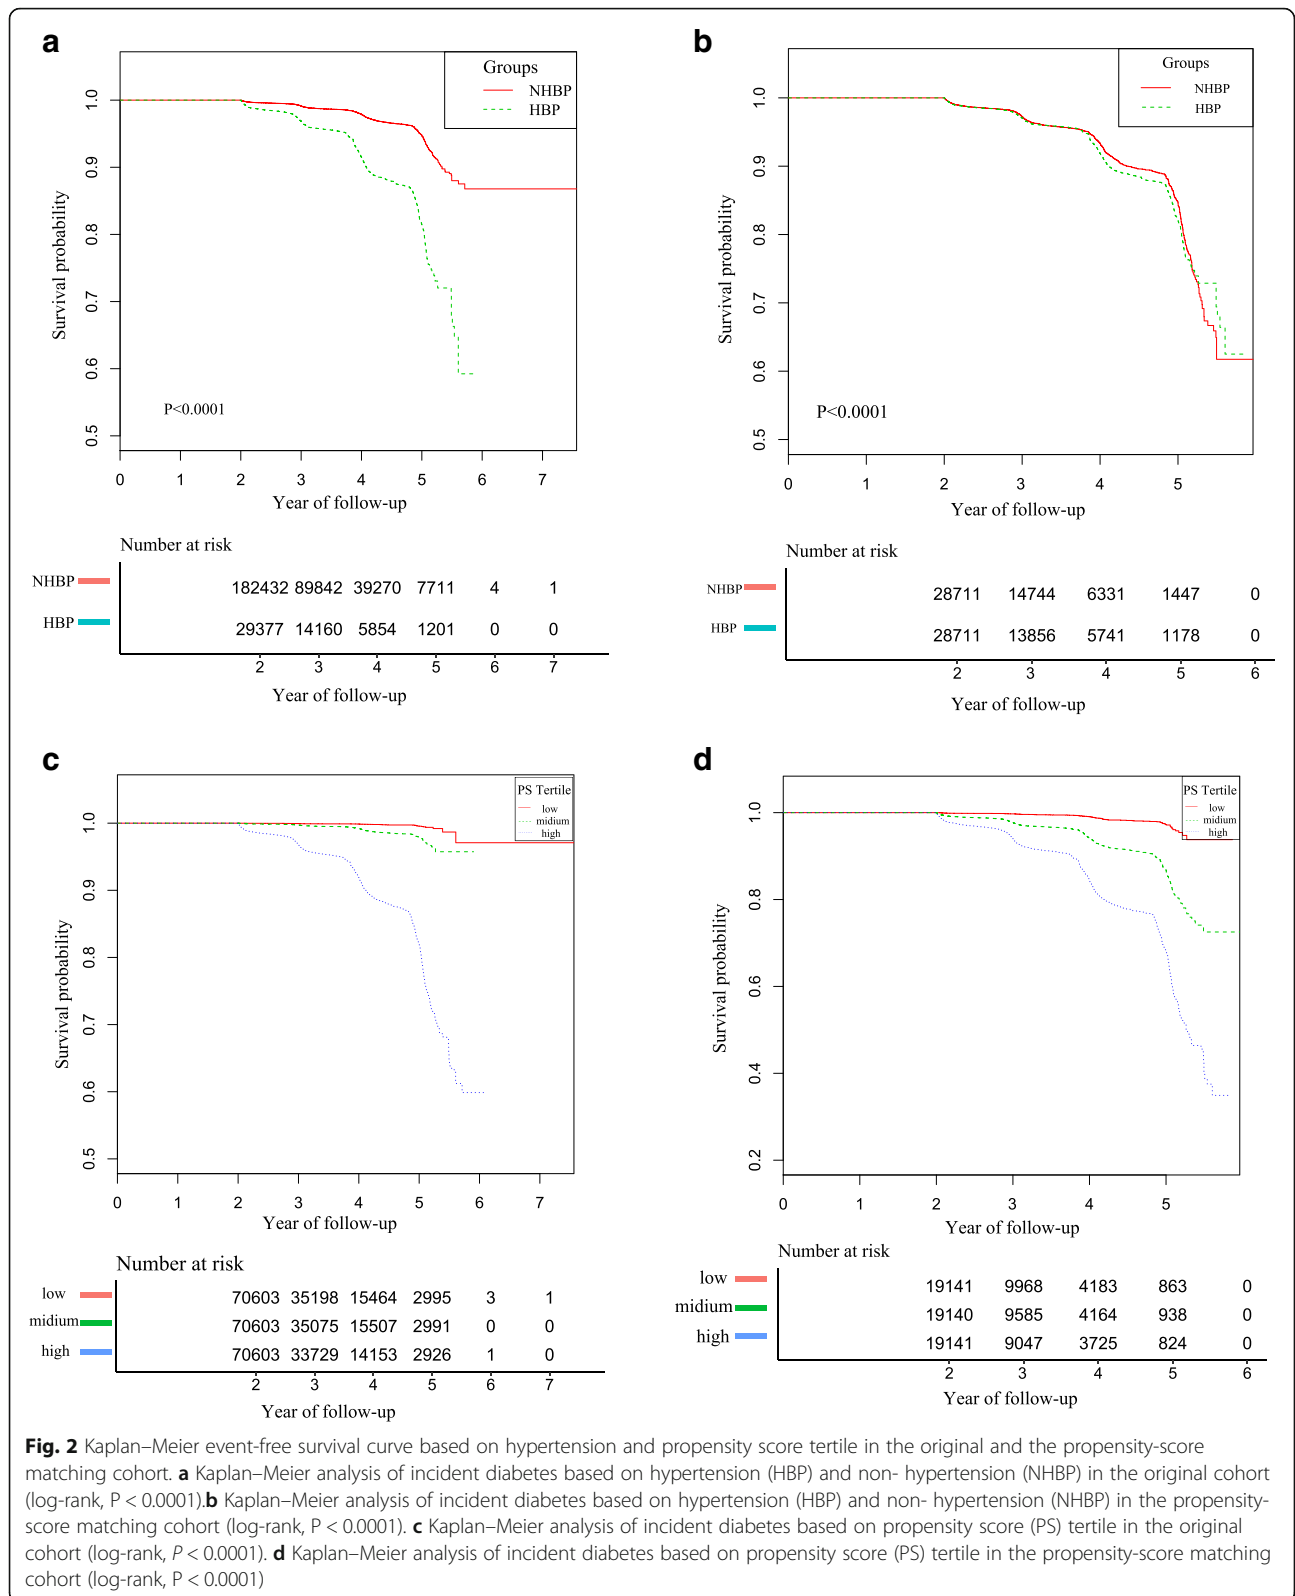 a
Groups
NHBP
HBP
Survival probability
1.0
0.9
0.8
0.7
0.6
0.5
P<0.0001
0 1 2 3 4 5 6 7
Year of follow-up
Number at risk
NHBP 182432 89842 39270 7711 4 1
HBP 29377 14160 5854 1201 0 0
2 3 4 5 6 7
Year of follow-up
b
Groups
NHBP
HBP
Survival probability
1.0
0.9
0.8
0.7
0.6
0.5
P<0.0001
0 1 2 3 4 5
Year of follow-up
Number at risk
NHBP 28711 14744 6331 1447 0
HBP 28711 13856 5741 1178 0
2 3 4 5 6
Year of follow-up
c
PS Tertile
low
midium
high
Survival probability
1.0
0.9
0.8
0.7
0.6
0.5
0 1 2 3 4 5 6 7
Year of follow-up
Number at risk
low 70603 35198 15464 2995 3 1
midium 70603 35075 15507 2991 0 0
high 70603 33729 14153 2926 1 0
2 3 4 5 6 7
Year of follow-up
d
PS Tertile
low
midium
high
Survival probability
1.0
0.8
0.6
0.4
0.2
0 1 2 3 4 5
Year of follow-up
Number at risk
low 19141 9968 4183 863 0
midium 19140 9585 4164 938 0
high 19141 9047 3725 824 0
2 3 4 5 6
Year of follow-up
Fig. 2 Kaplan–Meier event-free survival curve based on hypertension and propensity score tertile in the original and the propensity-score
matching cohort. a Kaplan–Meier analysis of incident diabetes based on hypertension (HBP) and non- hypertension (NHBP) in the original cohort
(log-rank, P < 0.0001).b Kaplan–Meier analysis of incident diabetes based on hypertension (HBP) and non- hypertension (NHBP) in the propensity-
score matching cohort (log-rank, P < 0.0001). c Kaplan–Meier analysis of incident diabetes based on propensity score (PS) tertile in the original
cohort (log-rank, P < 0.0001). d Kaplan–Meier analysis of incident diabetes based on propensity score (PS) tertile in the propensity-score matching
cohort (log-rank, P < 0.0001)